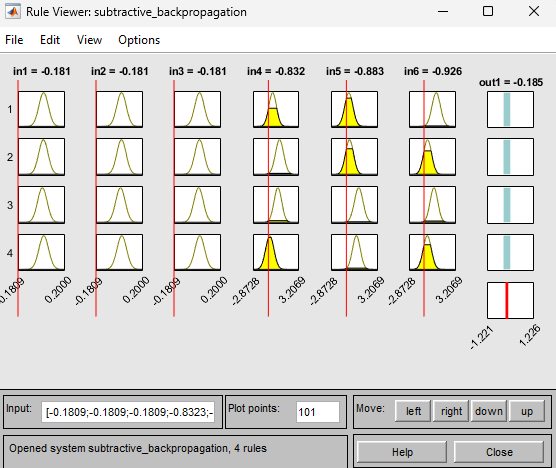 Rule Viewer: subtractive_backpropagation
File Edit View Options
in1 = -0.181 in2 = -0.181 in3 = -0.181 in4 = -0.832 in5 = -0.883 in6 = -0.926 out1 = -0.185
1
2
3
4
0.1809 0.2000 -0.1809 0.2000 -0.1809 0.2000 -2.8728 3.2069 -2.8728 3.2069 -2.8728 3.2069
-1.221 1.226
Input: [-0.1809;-0.1809;-0.1809;-0.8323;- Plot points: 101 Move: left right down up
Opened system subtractive_backpropagation, 4 rules Help Close